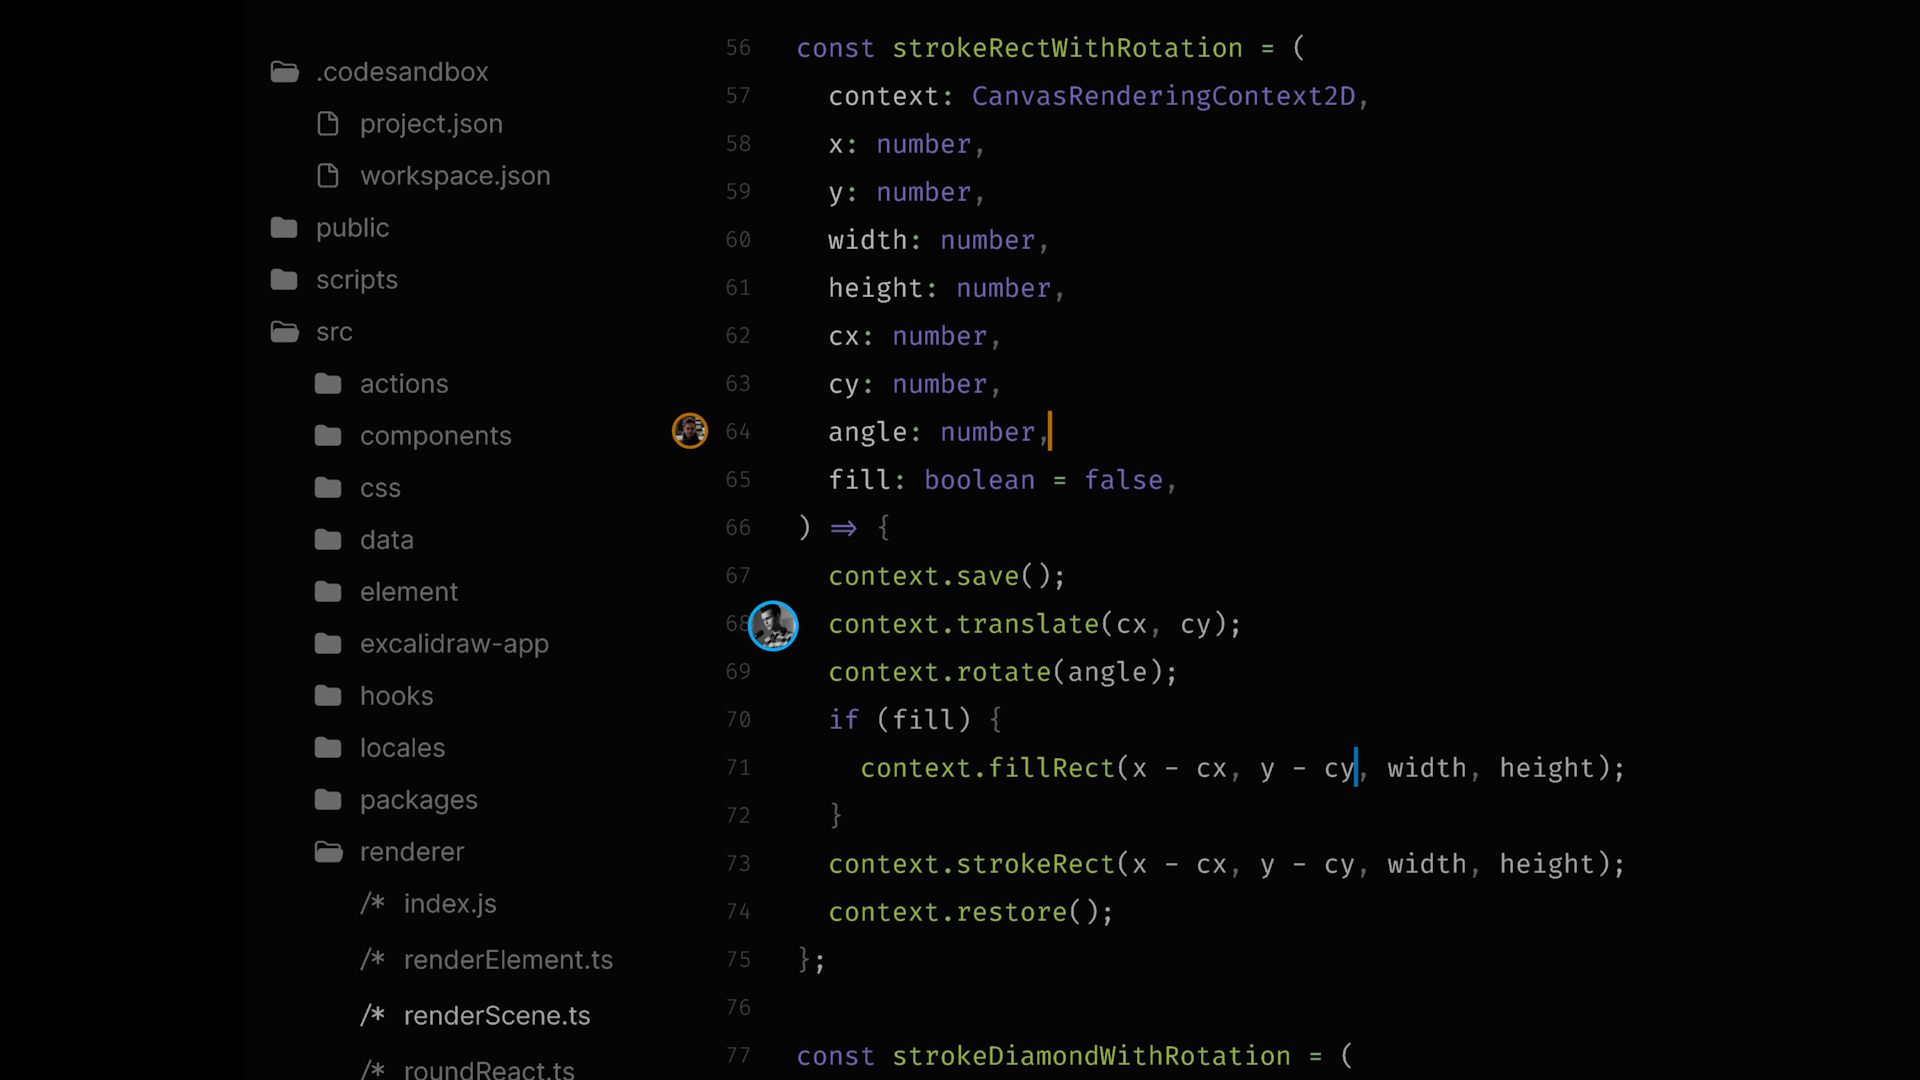 .codesandbox
project.json
workspace.json
public
scripts
src
actions
components
css
data
element
excalidraw-app
hooks
locales
packages
renderer
/* index.js
/* renderElement.ts
/* renderScene.ts
/* roundReact.ts
56 const strokeRectWithRotation = (
57 context: CanvasRenderingContext2D,
58 x: number,
59 y: number,
60 width: number,
61 height: number,
62 cx: number,
63 cy: number,
64 angle: number,
65 fill: boolean = false,
66 ) => {
67 context.save();
68 context.translate(cx, cy);
69 context.rotate(angle);
70 if (fill) {
71 context.fillRect(x - cx, y - cy, width, height);
72 }
73 context.strokeRect(x - cx, y - cy, width, height);
74 context.restore();
75 };
76
77 const strokeDiamondWithRotation = (